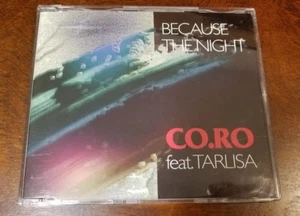 BECAUSE
THE NIGHT
CO.RO
feat.TARLISA